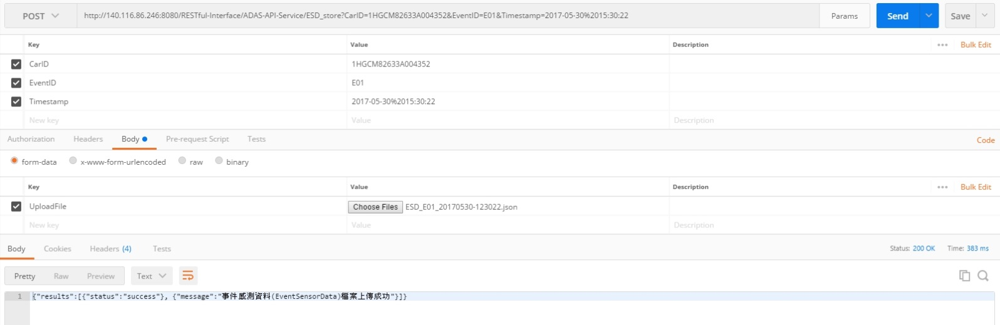 POST http://140.116.86.246:8080/RESTful-Interface/ADAS-API-Service/ESD_store?CarID=1HGCM82633A004352&EventID=E01&Timestamp=2017-05-30%2015:30:22 Params Send Save
Key Value Description ••• Bulk Edit
CarID 1HGCM82633A004352
EventID E01
Timestamp 2017-05-30%2015:30:22
New key Value Description
Authorization Headers Body Pre-request Script Tests Code
form-data x-www-form-urlencoded raw binary
Key Value Description ••• Bulk Edit
UploadFile Choose Files ESD_E01_20170530-123022.json
New key Value Description
Body Cookies Headers (4) Tests Status: 200 OK Time: 383 ms
Pretty Raw Preview Text
1 {"results":[{"status":"success"}, {"message":"事件感測資料(EventSensorData)檔案上傳成功"}]}